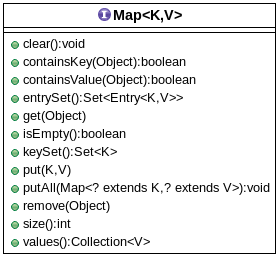 I Map<K,V>
clear():void
containsKey(Object):boolean
containsValue(Object):boolean
entrySet():Set<Entry<K,V>>
get(Object)
isEmpty():boolean
keySet():Set<K>
put(K,V)
putAll(Map<? extends K,? extends V>):void
remove(Object)
size():int
values():Collection<V>